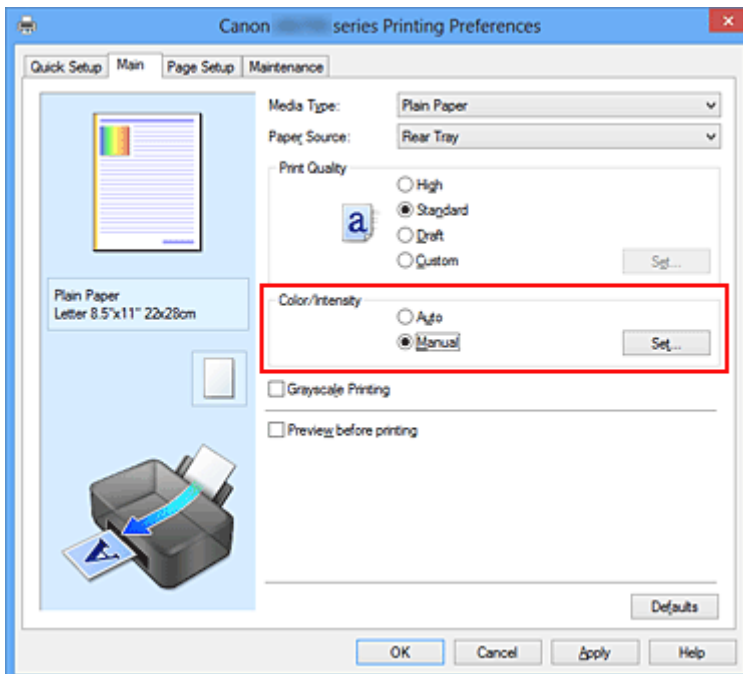 Canon series Printing Preferences
Quick Setup Main Page Setup Maintenance
Media Type: Plain Paper
Paper Source: Rear Tray
Print Quality
High
a Standard
Draft
Custom Set...
Plain Paper
Letter 8.5"x11" 22x28cm
Color/Intensity
Auto
Manual Set...
Grayscale Printing
Preview before printing
A
Defaults
OK Cancel Apply Help